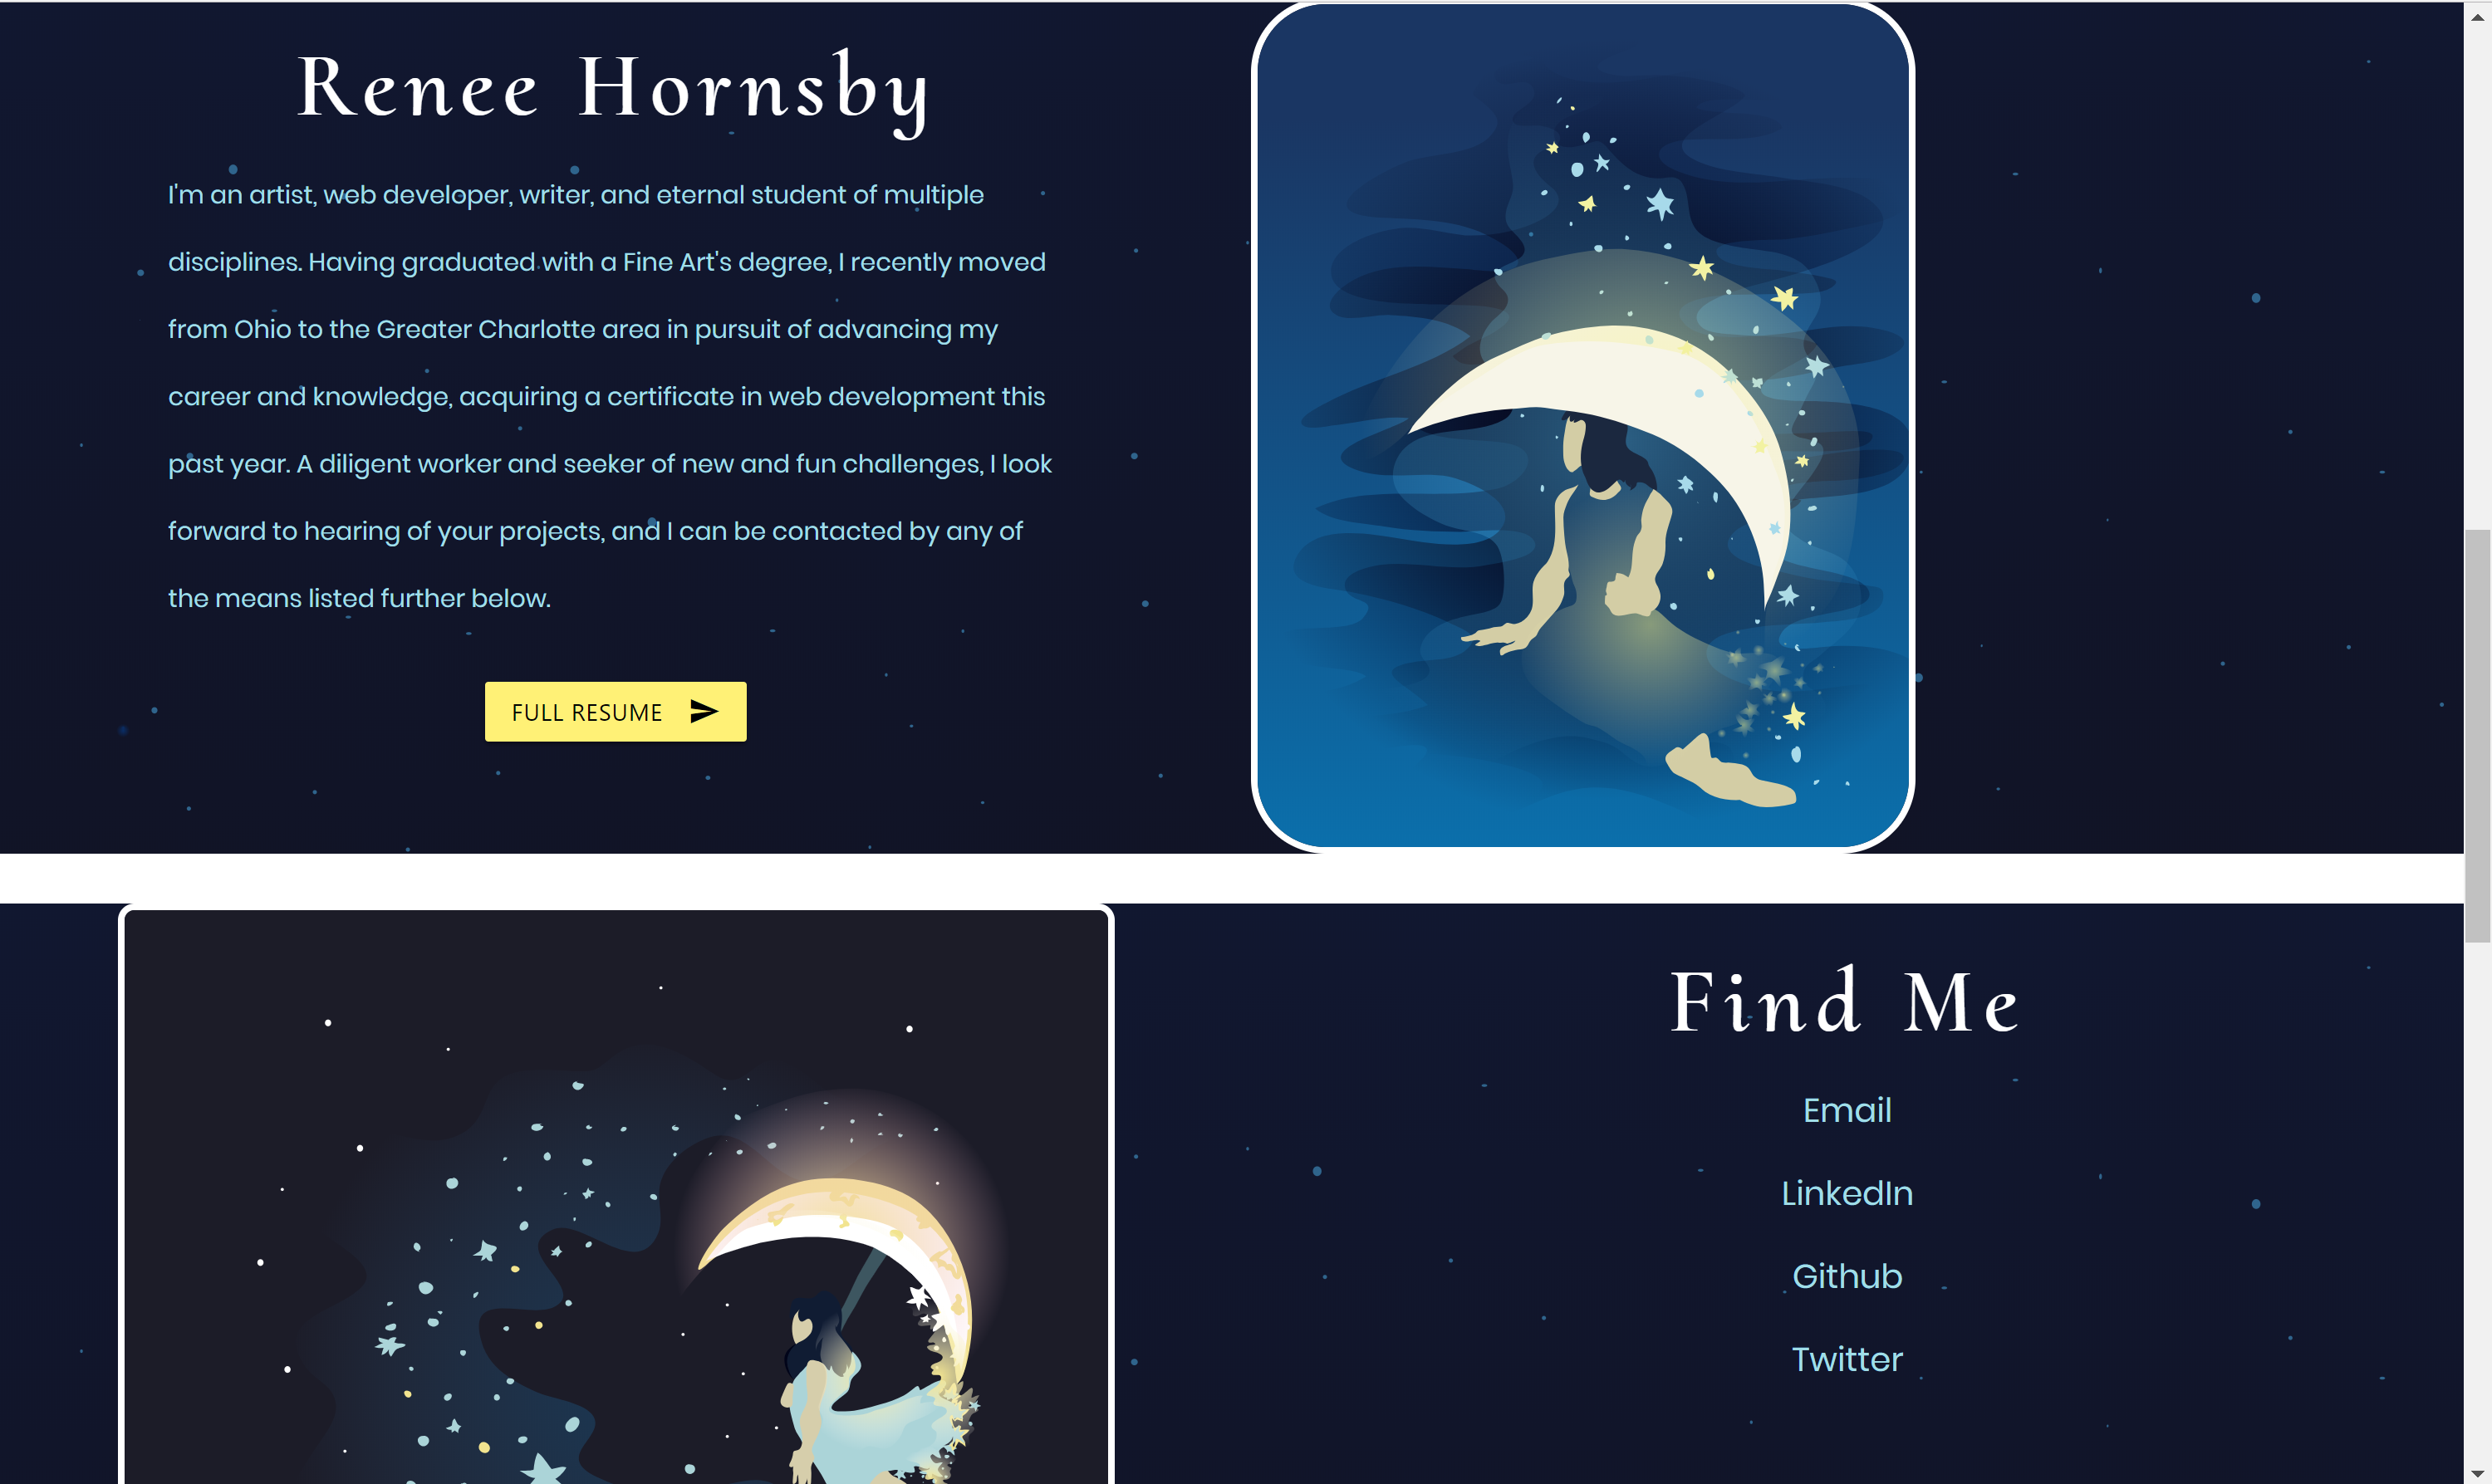 Renee Hornsby
I'm an artist, web developer, writer, and eternal student of multiple
disciplines. Having graduated with a Fine Art's degree, I recently moved
from Ohio to the Greater Charlotte area in pursuit of advancing my
career and knowledge, acquiring a certificate in web development this
past year. A diligent worker and seeker of new and fun challenges, I look
forward to hearing of your projects, and I can be contacted by any of
the means listed further below.
FULL RESUME
Find Me
Email
LinkedIn
Github
Twitter